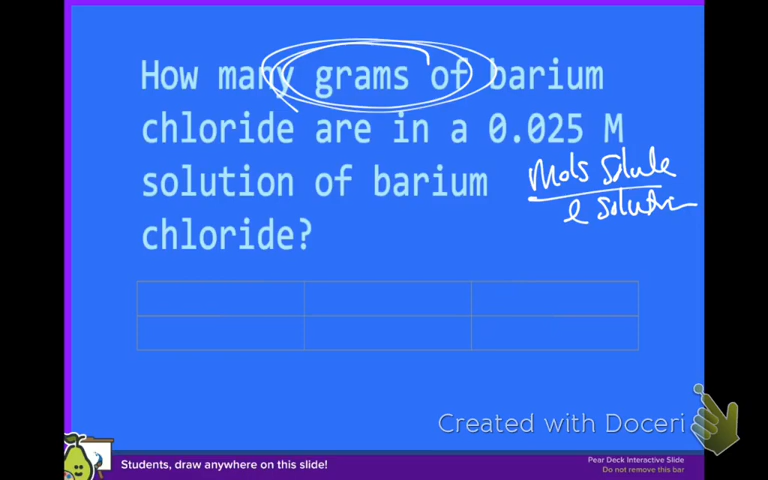 How many grams of barium
chloride are in a 0.025 M
solution of barium
chloride?
mols solute
l solution
Created with Doceri
Students, draw anywhere on this slide!
Pear Deck Interactive Slide
Do not remove this bar